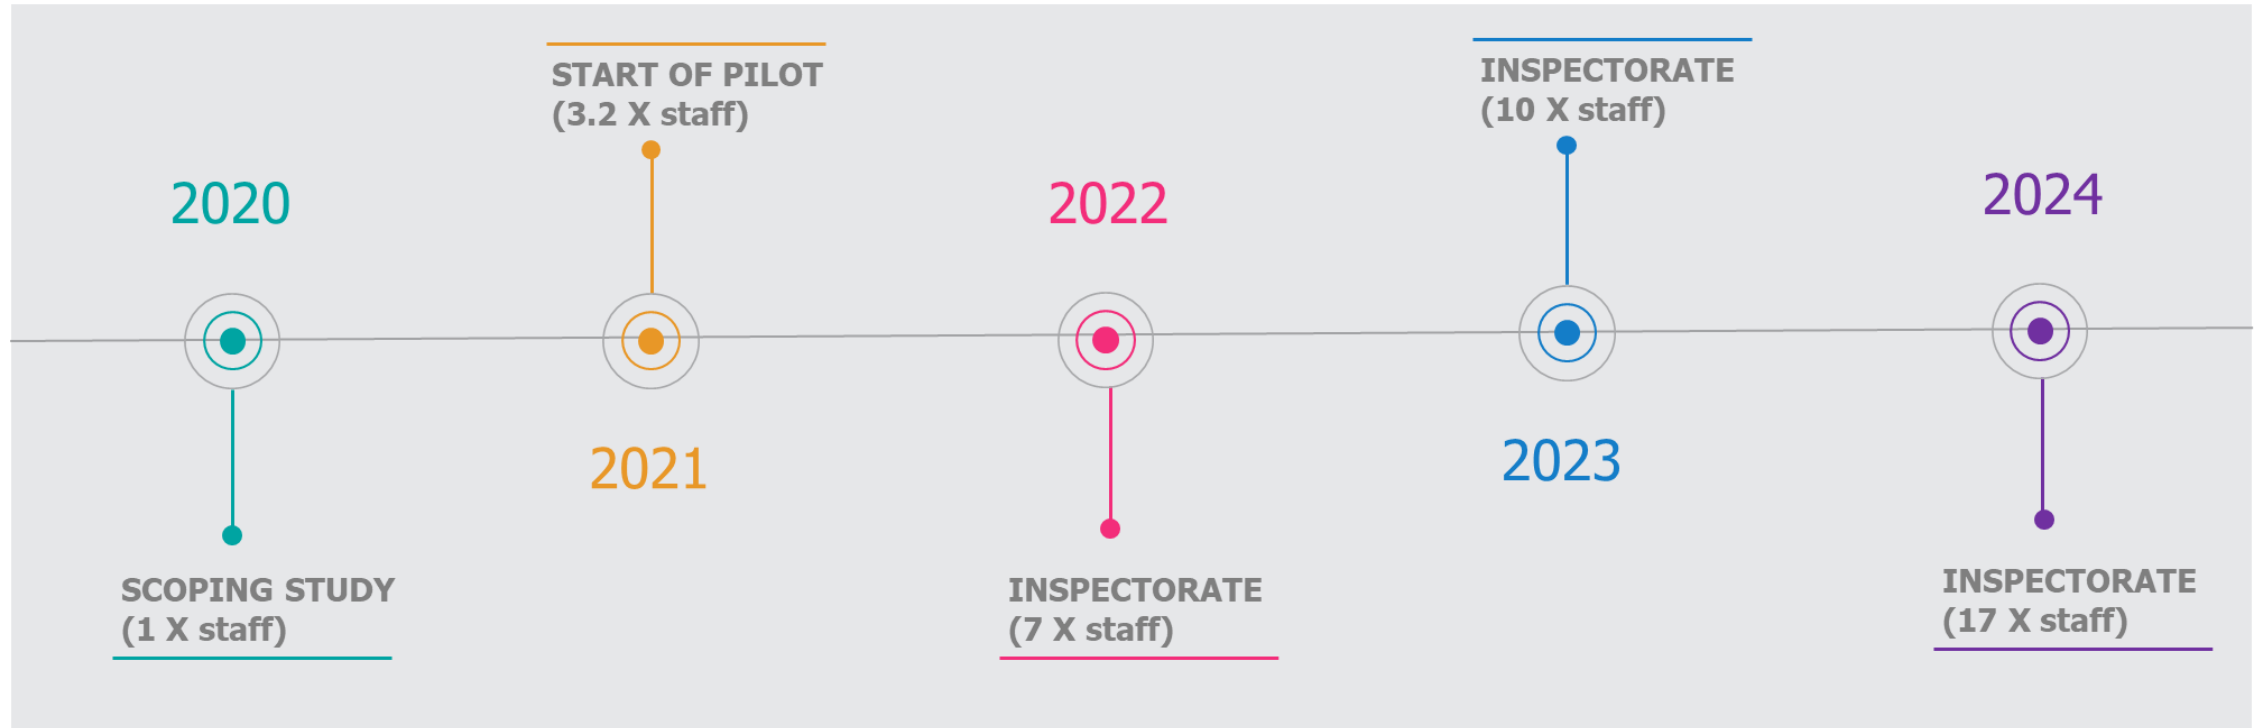 2020
SCOPING STUDY
(1 X staff)
START OF PILOT
(3.2 X staff)
2021
2022
INSPECTORATE
(7 X staff)
INSPECTORATE
(10 X staff)
2023
2024
INSPECTORATE
(17 X staff)